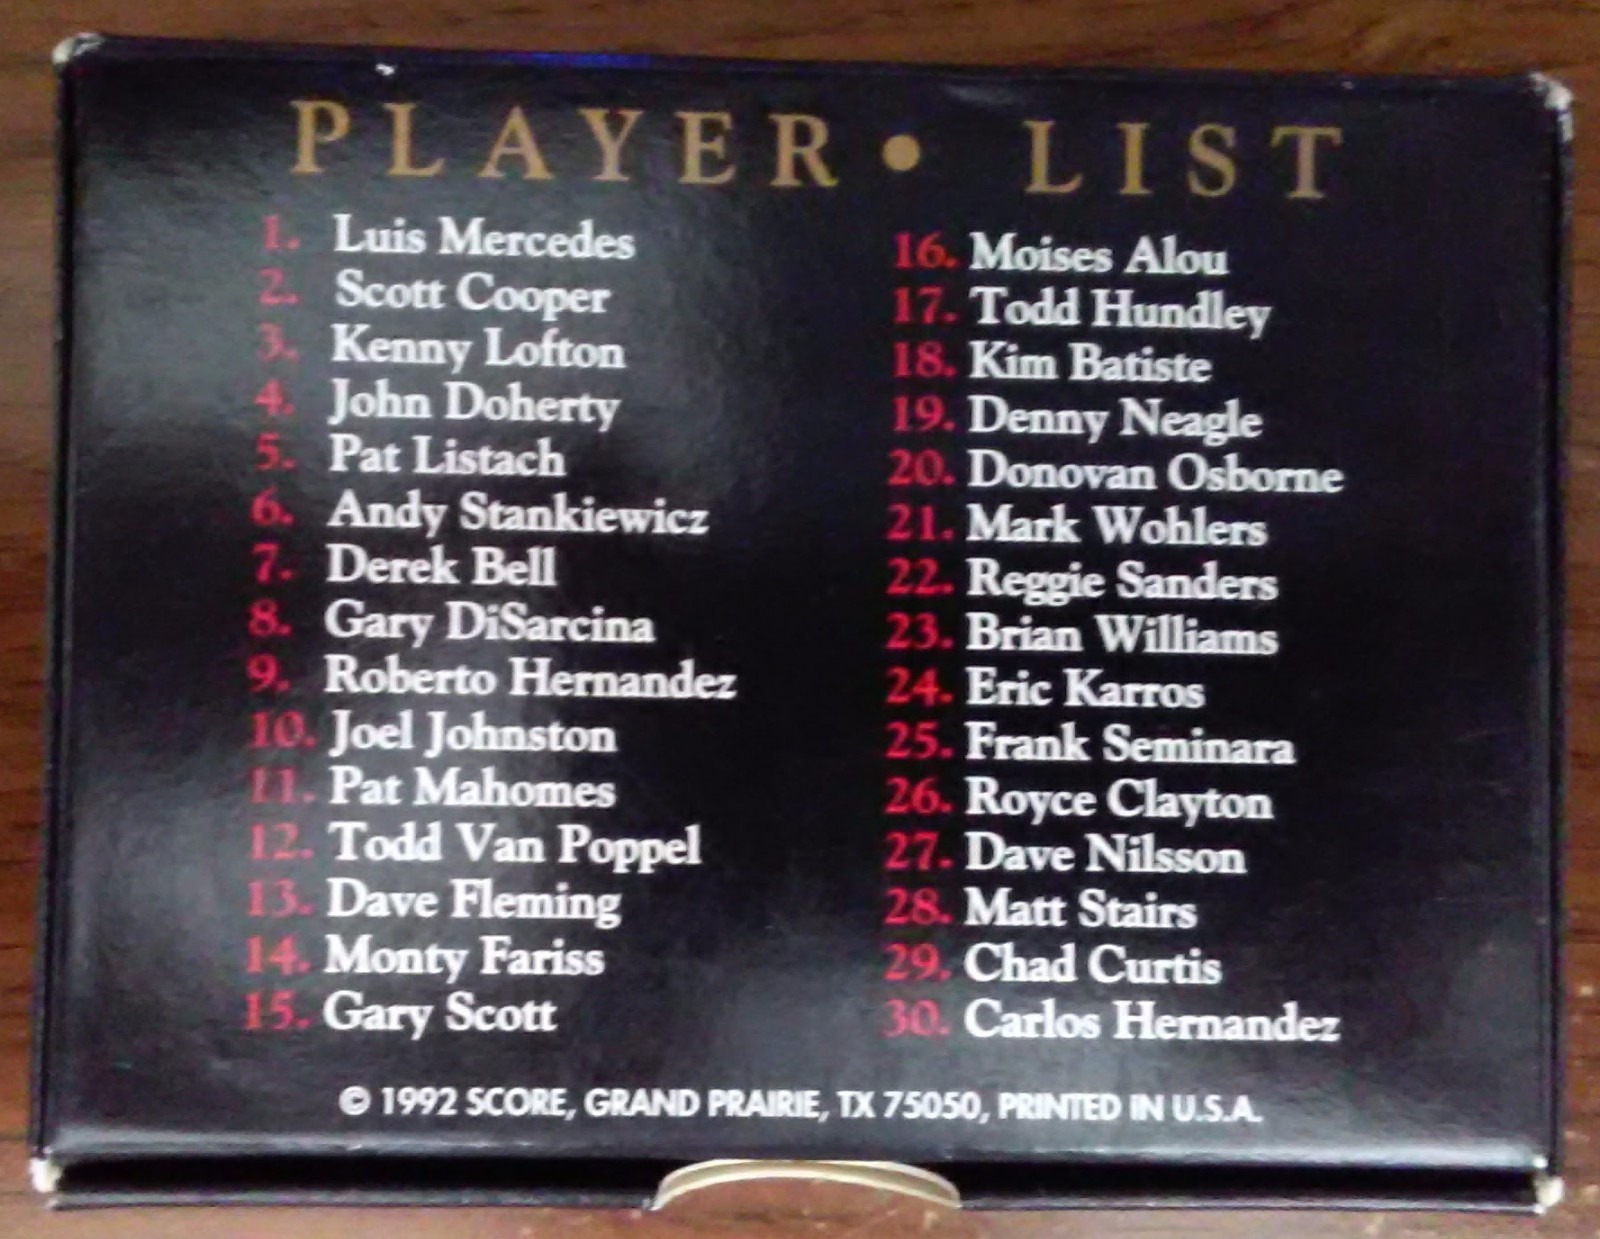 PLAYER • LIST
1. Luis Mercedes
2. Scott Cooper
3. Kenny Lofton
4. John Doherty
5. Pat Listach
6. Andy Stankiewicz
7. Derek Bell
8. Gary DiSarcina
9. Roberto Hernandez
10. Joel Johnston
11. Pat Mahomes
12. Todd Van Poppel
13. Dave Fleming
14. Monty Fariss
15. Gary Scott
16. Moises Alou
17. Todd Hundley
18. Kim Batiste
19. Denny Neagle
20. Donovan Osborne
21. Mark Wohlers
22. Reggie Sanders
23. Brian Williams
24. Eric Karros
25. Frank Seminara
26. Royce Clayton
27. Dave Nilsson
28. Matt Stairs
29. Chad Curtis
30. Carlos Hernandez
© 1992 SCORE, GRAND PRAIRIE, TX 75050, PRINTED IN U.S.A.